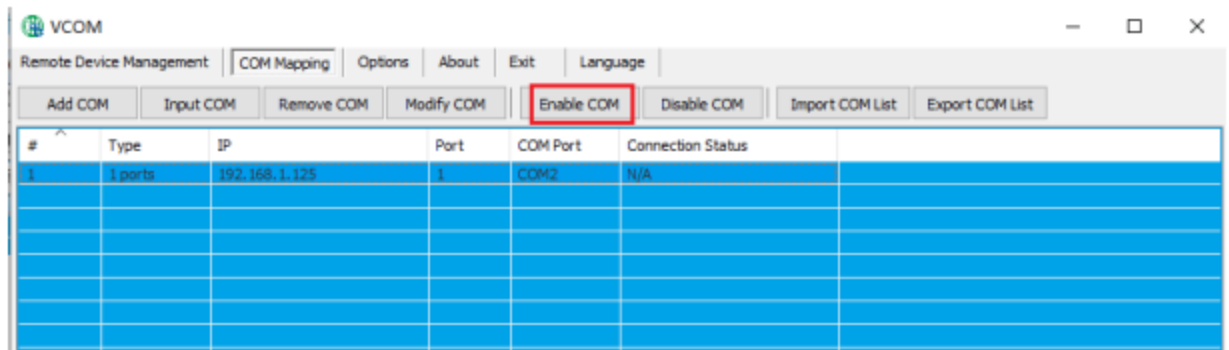 VCOM
Remote Device Management COM Mapping Options About Exit Language
Add COM Input COM Remove COM Modify COM Enable COM Disable COM Import COM List Export COM List
# Type IP Port COM Port Connection Status
1 1 ports 192.168.1.125 1 COM2 N/A